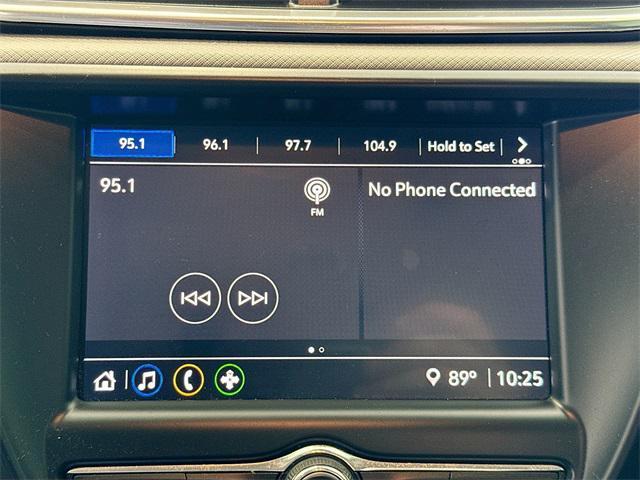 95.1 96.1 97.7 104.9 Hold to Set
95.1
FM
No Phone Connected
89° 10:25